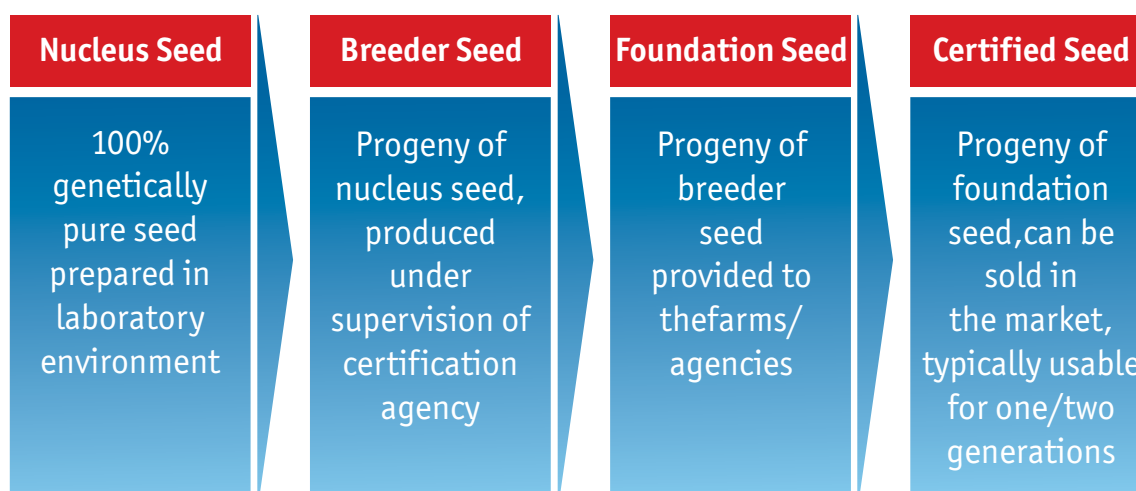 Nucleus Seed
100%
genetically
pure seed
prepared in
laboratory
environment
Breeder Seed
Progeny of
nucleus seed,
produced
under
supervision of
certification
agency
Foundation Seed
Progeny of
breeder
seed
provided to
thefarms/
agencies
Certified Seed
Progeny of
foundation
seed,can be
sold in
the market,
typically usable
for one/two
generations